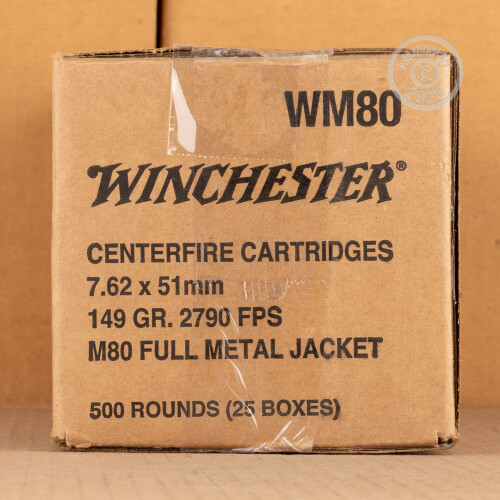 WM80
WINCHESTER®
CENTERFIRE CARTRIDGES
7.62 x 51mm
149 GR. 2790 FPS
M80 FULL METAL JACKET
500 ROUNDS (25 BOXES)